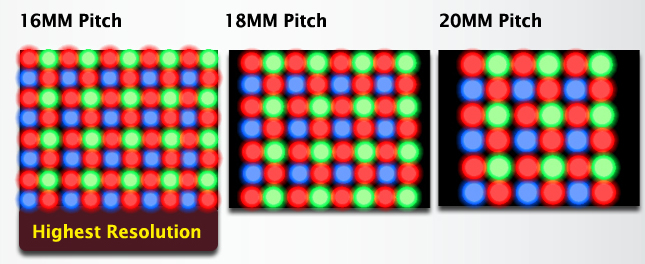 16MM Pitch
18MM Pitch
20MM Pitch
Highest Resolution